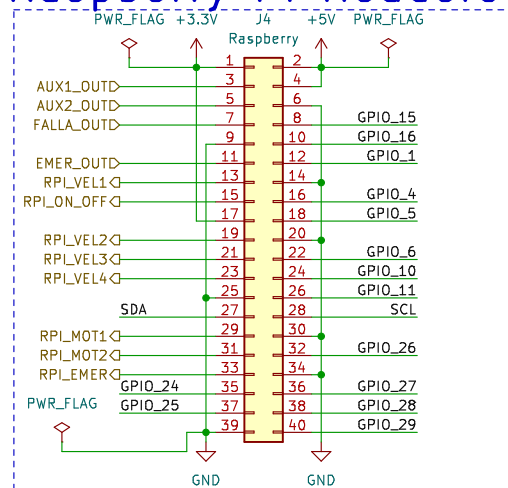 PWR_FLAG +3.3V J4 +5V PWR_FLAG
Raspberry
1 2
AUX1_OUT 3 4
AUX2_OUT 5 6
FALLA_OUT 7 8 GPIO_15
9 10 GPIO_16
EMER_OUT 11 12 GPIO_1
RPI_VEL1 13 14
RPI_ON_OFF 15 16 GPIO_4
17 18 GPIO_5
RPI_VEL2 19 20
RPI_VEL3 21 22 GPIO_6
RPI_VEL4 23 24 GPIO_10
25 26 GPIO_11
SDA 27 28 SCL
RPI_MOT1 29 30
RPI_MOT2 31 32 GPIO_26
RPI_EMER 33 34
GPIO_24 35 36 GPIO_27
PWR_FLAG GPIO_25 37 38 GPIO_28
39 40 GPIO_29
GND GND